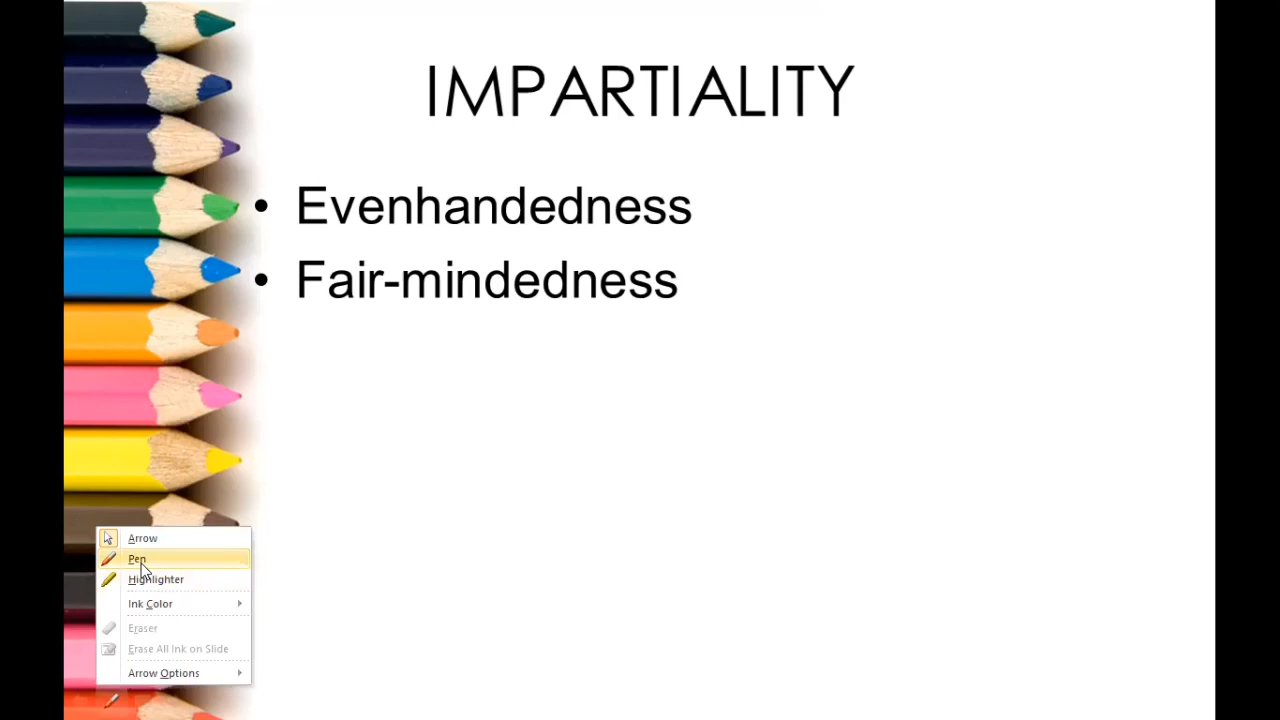 IMPARTIALITY
• Evenhandedness
• Fair-mindedness
Arrow
Pen
Highlighter
Ink Color
Eraser
Erase All Ink on Slide
Arrow Options